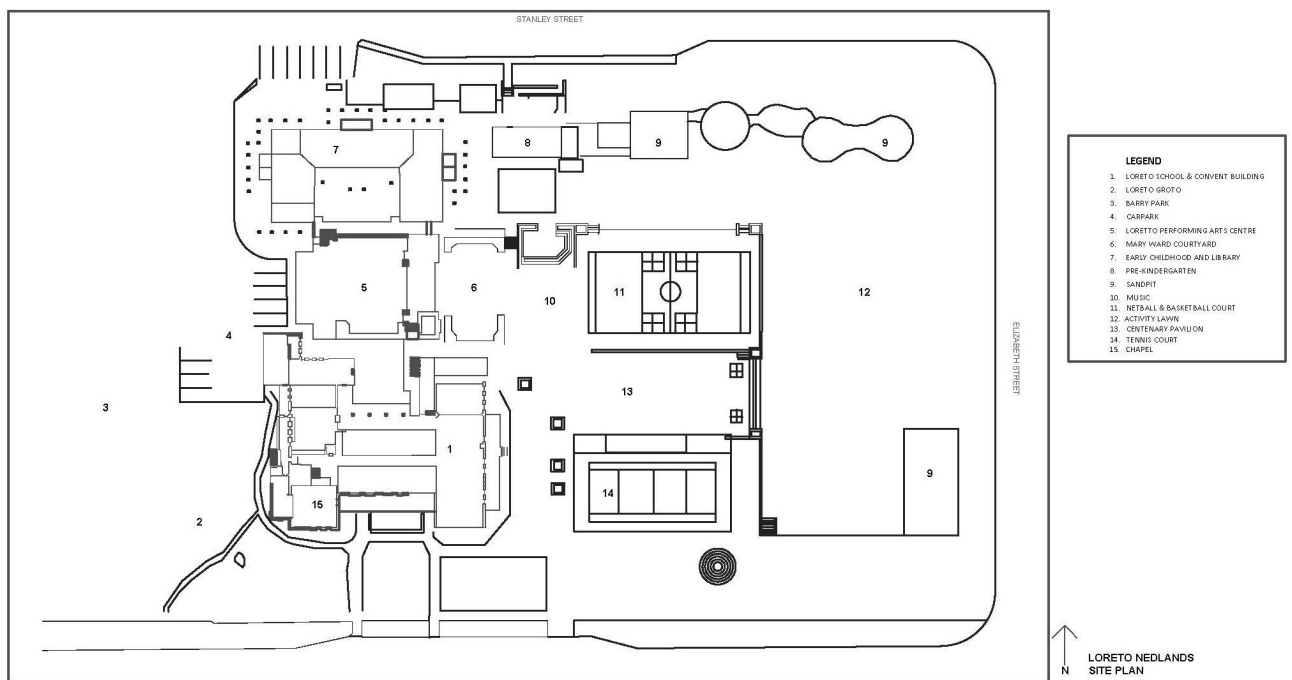 STANLEY STREET
7
8
9
9
5
6
10
11
12
4
ELIZABETH STREET
3
13
1
14
9
15
2
LEGEND
1. LORETO SCHOOL & CONVENT BUILDING
2. LORETO GROTO
3. BARRY PARK
4. CARPARK
5. LORETTO PERFORMING ARTS CENTRE
6. MARY WARD COURTYARD
7. EARLY CHILDHOOD AND LIBRARY
8. PRE-KINDERGARTEN
9. SANDPIT
10. MUSIC
11. NETBALL & BASKETBALL COURT
12. ACTIVITY LAWN
13. CENTENARY PAVILION
14. TENNIS COURT
15. CHAPEL
N
LORETO NEDLANDS
SITE PLAN